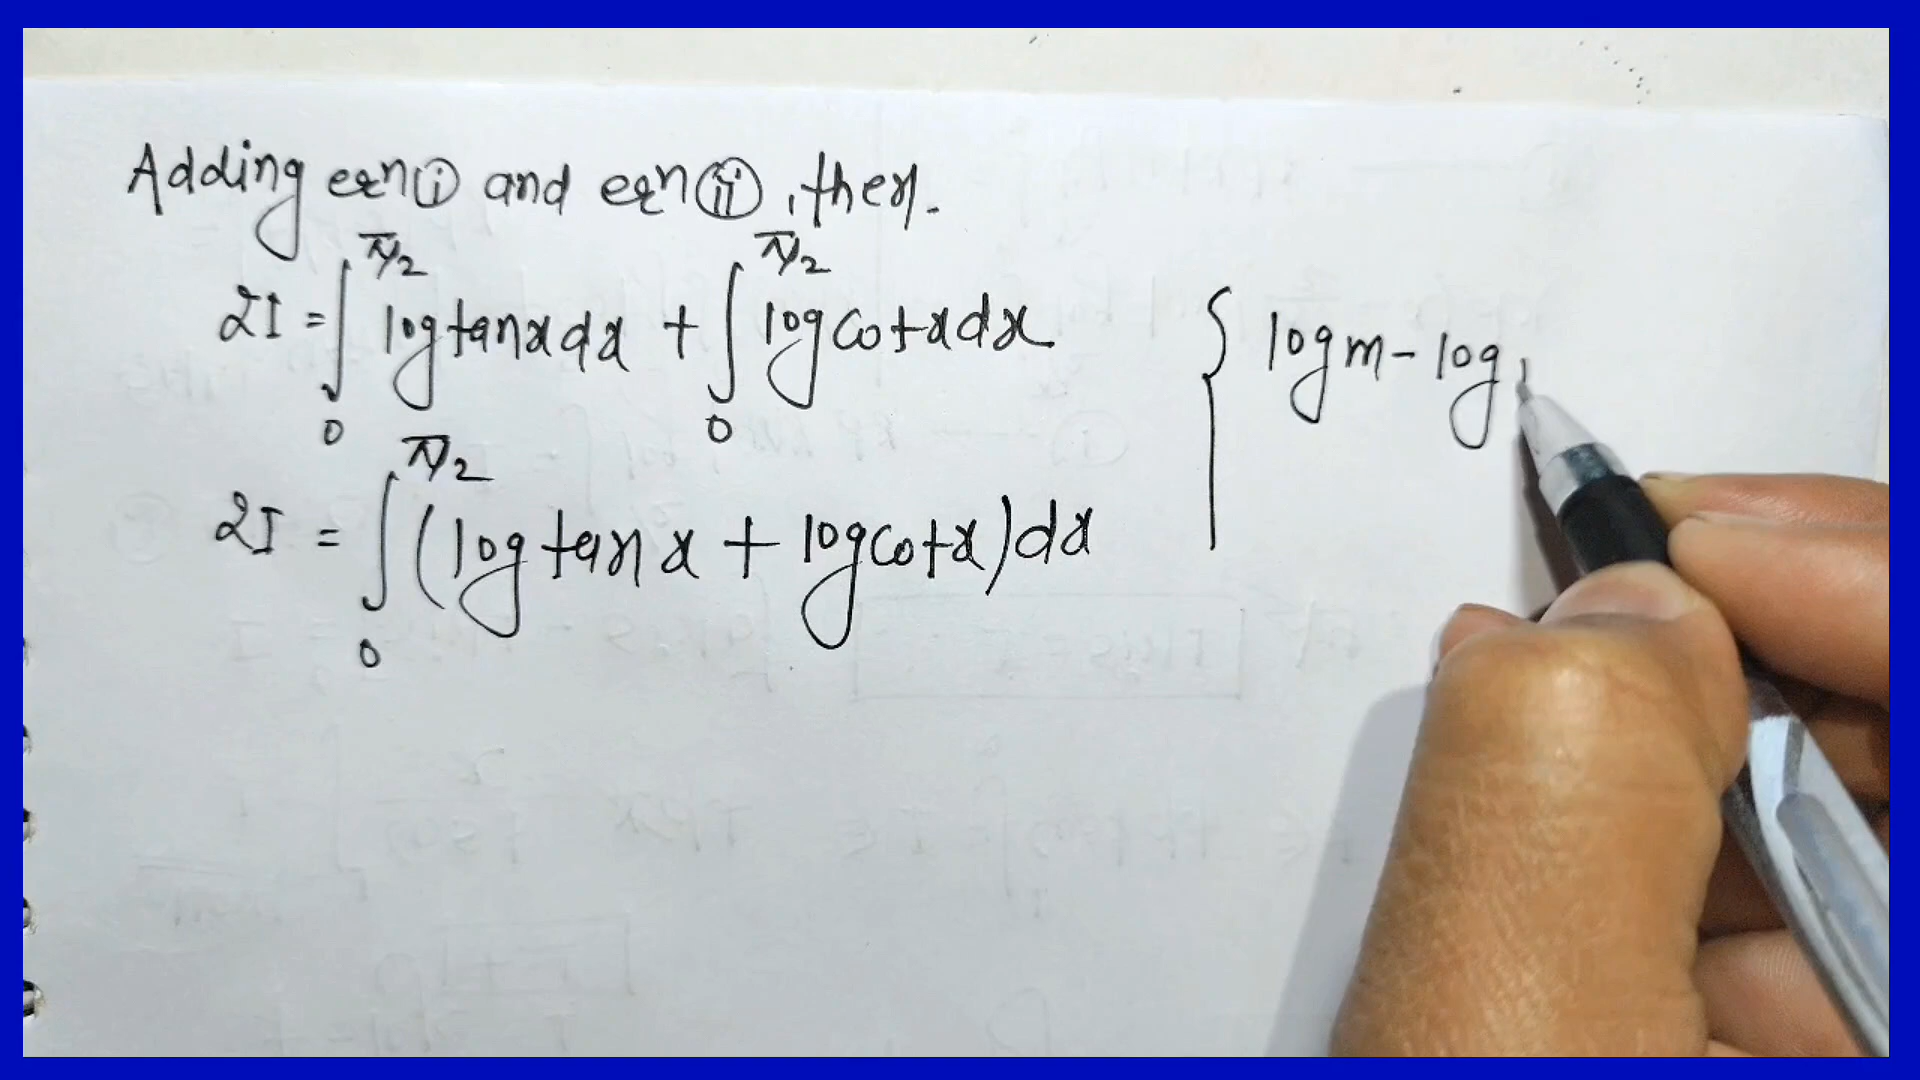 Adding eqn (i) and eqn (ii), then.
2I = ∫₀^{π/2} log tanx dx + ∫₀^{π/2} log cotx dx
{ log m - log
2I = ∫₀^{π/2} (log tan x + log cotx) dx